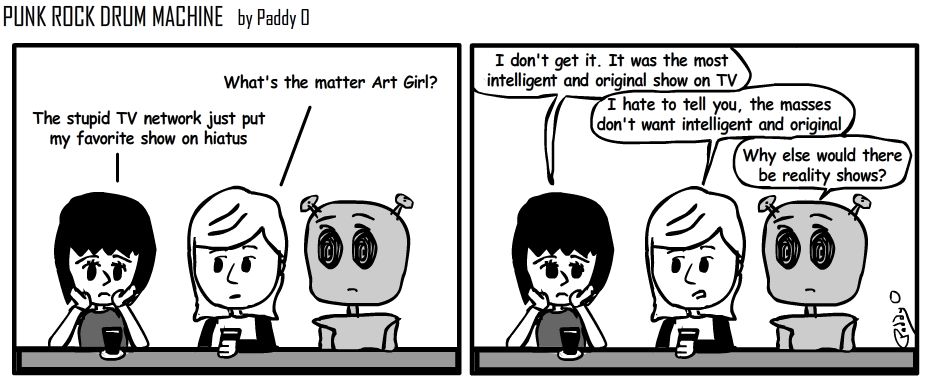 PUNK ROCK DRUM MACHINE by Paddy O
What's the matter Art Girl?
The stupid TV network just put
my favorite show on hiatus
I don't get it. It was the most
intelligent and original show on TV
I hate to tell you, the masses
don't want intelligent and original
Why else would there
be reality shows?
Paddy O